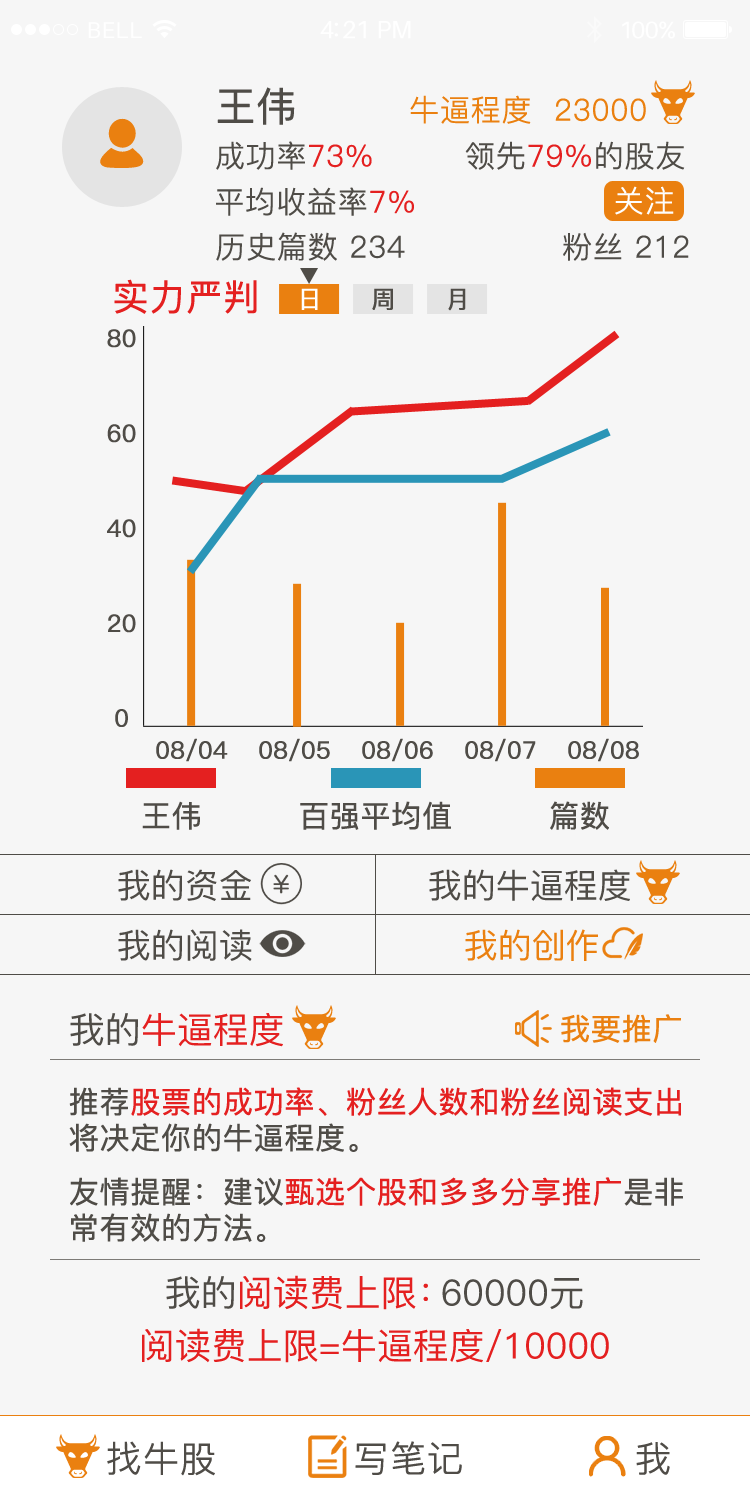 BELL 4:21 PM 100%
王伟 牛逼程度 23000
成功率73% 领先79%的股友
平均收益率7% 关注
历史篇数 234 粉丝 212
实力严判 日 周 月
80
60
40
20
0
08/04 08/05 08/06 08/07 08/08
王伟 百强平均值 篇数
我的资金 ¥ 我的牛逼程度
我的阅读 我的创作
我的牛逼程度 我要推广
推荐股票的成功率、粉丝人数和粉丝阅读支出
将决定你的牛逼程度。
友情提醒：建议甄选个股和多多分享推广是非
常有效的方法。
我的阅读费上限：60000元
阅读费上限=牛逼程度/10000
找牛股 写笔记 我